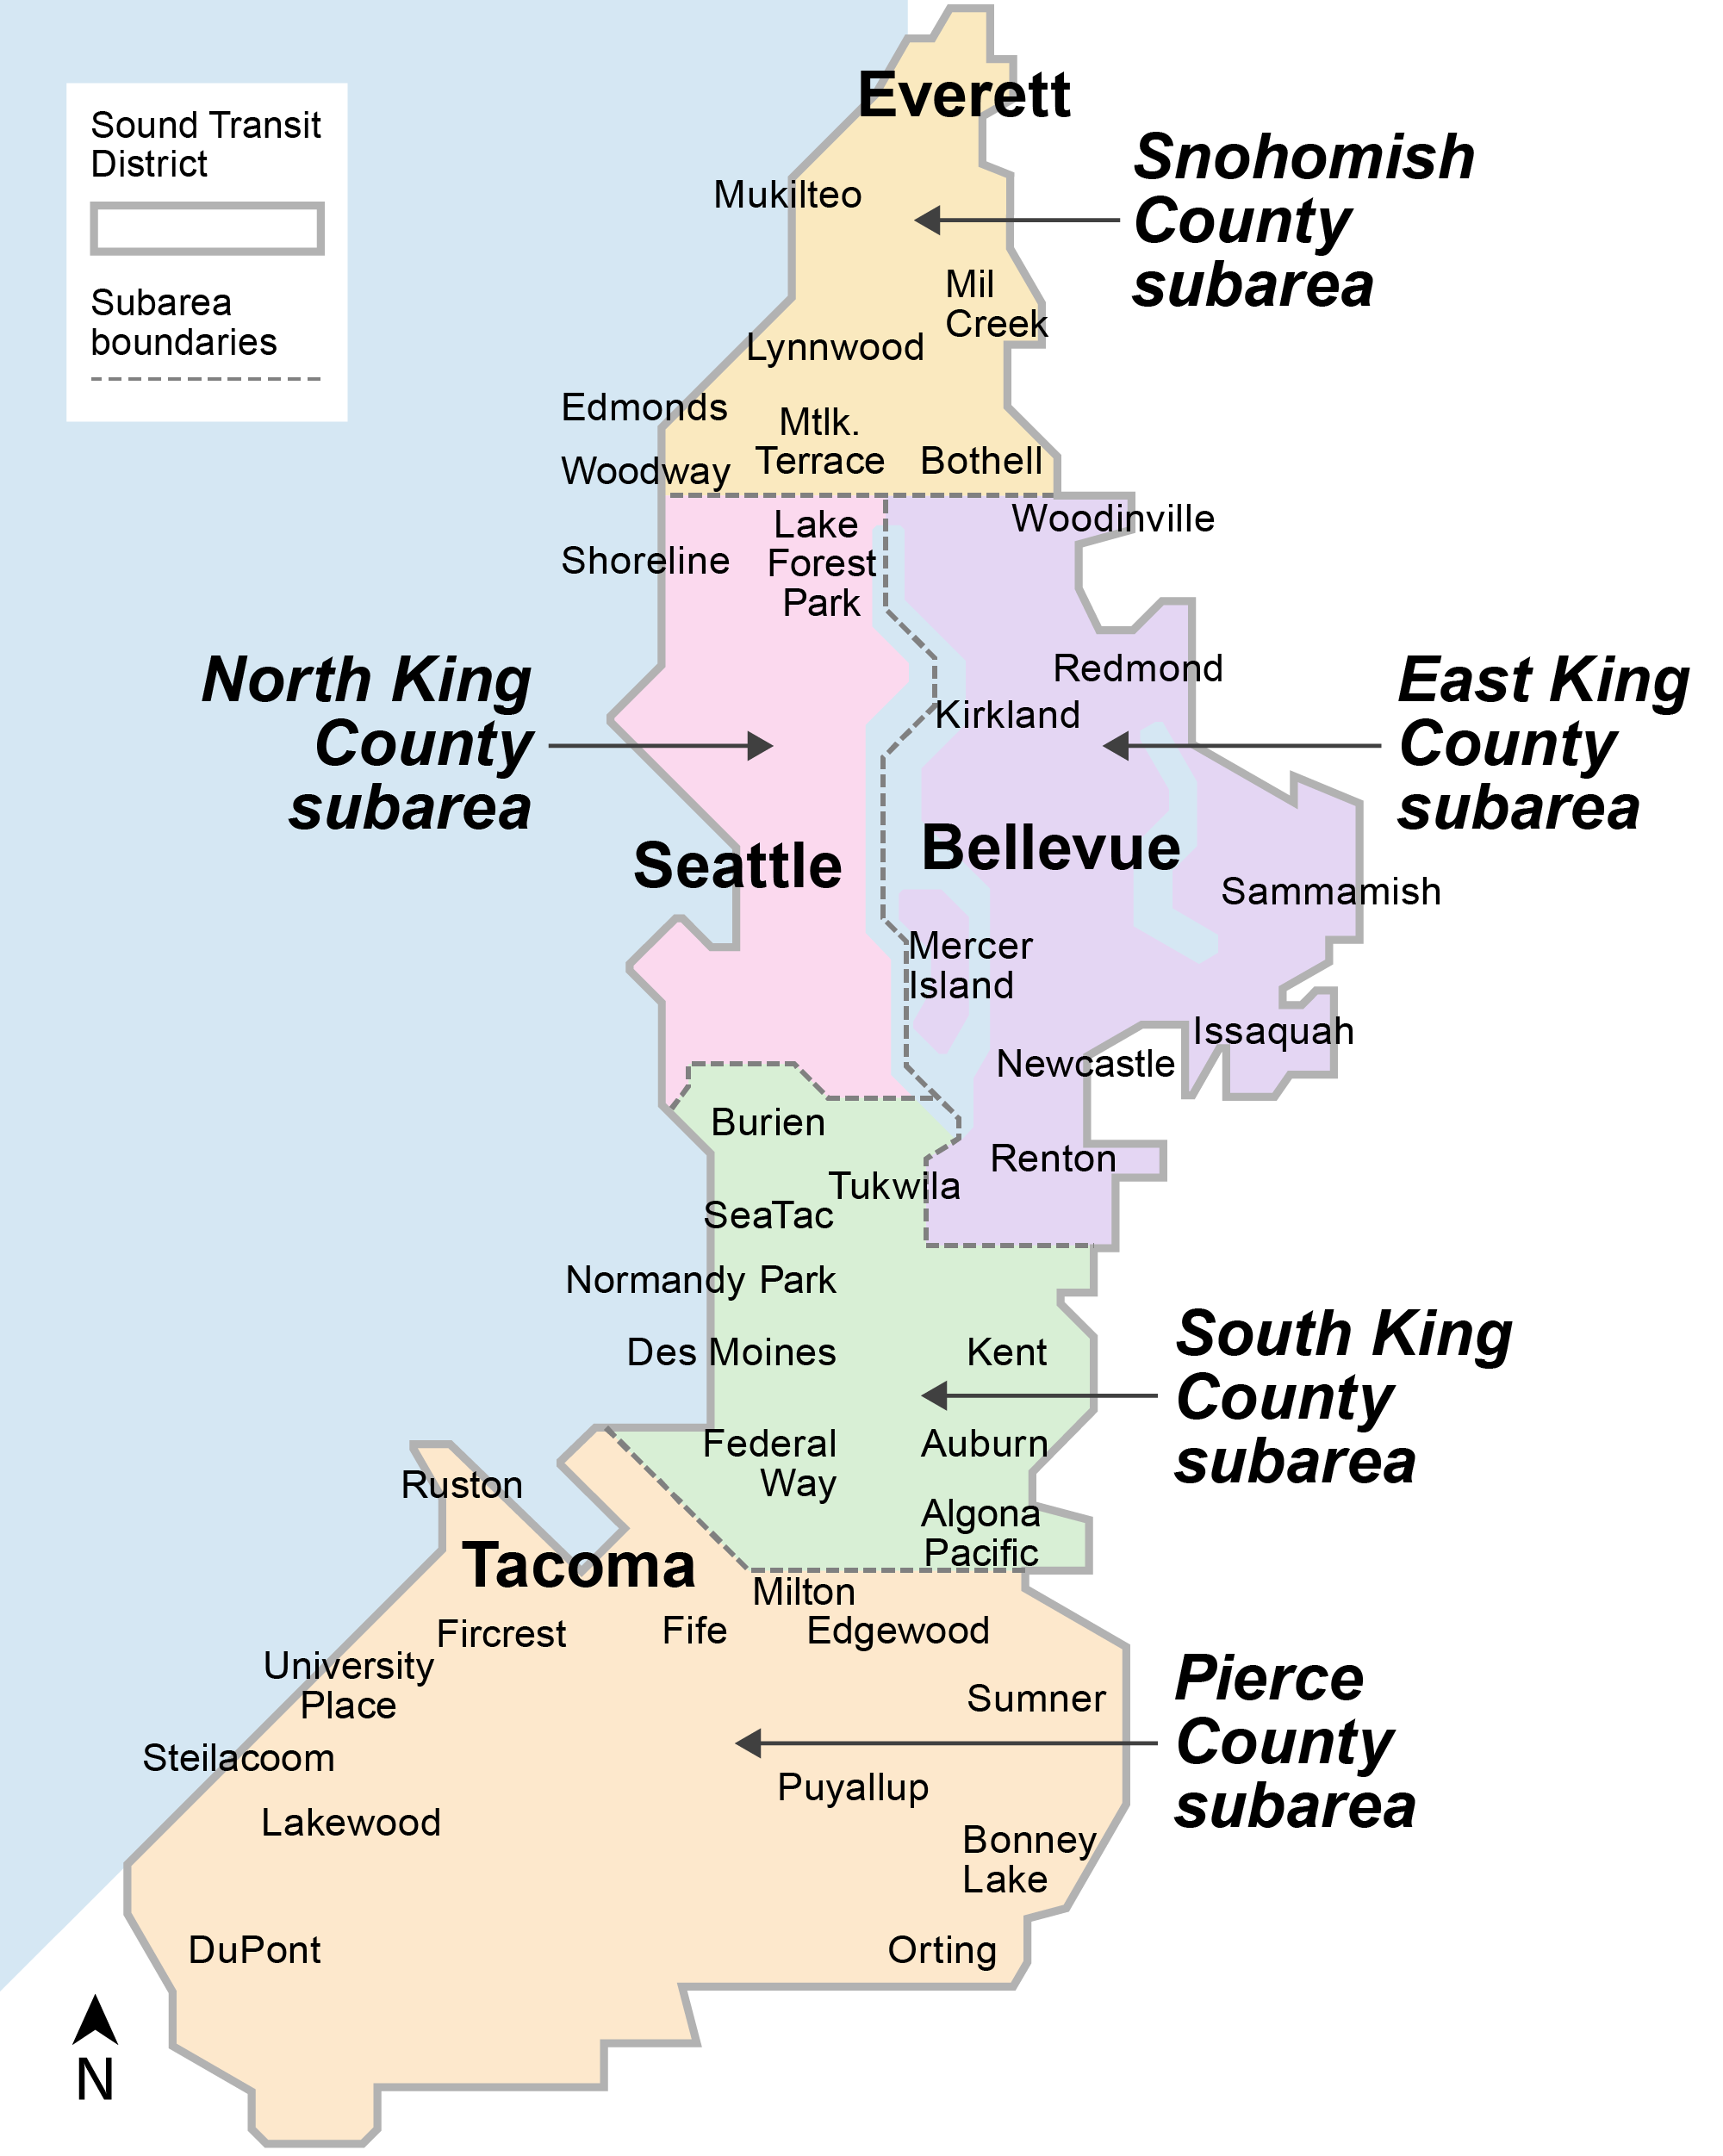 Sound Transit
District
Subarea
boundaries
Everett
Snohomish
County
subarea
Mukilteo
Mil
Creek
Lynnwood
Edmonds
Mtlk.
Terrace
Bothell
Woodway
Woodinville
Lake
Forest
Park
Shoreline
North King
County
subarea
Redmond
Kirkland
East King
County
subarea
Seattle
Bellevue
Sammamish
Mercer
Island
Issaquah
Newcastle
Burien
Renton
Tukwila
SeaTac
Normandy Park
Des Moines
Kent
South King
County
subarea
Federal
Way
Auburn
Ruston
Algona
Pacific
Tacoma
Milton
Fircrest
Fife
Edgewood
University
Place
Sumner
Pierce
County
subarea
Steilacoom
Puyallup
Lakewood
Bonney
Lake
DuPont
Orting
N